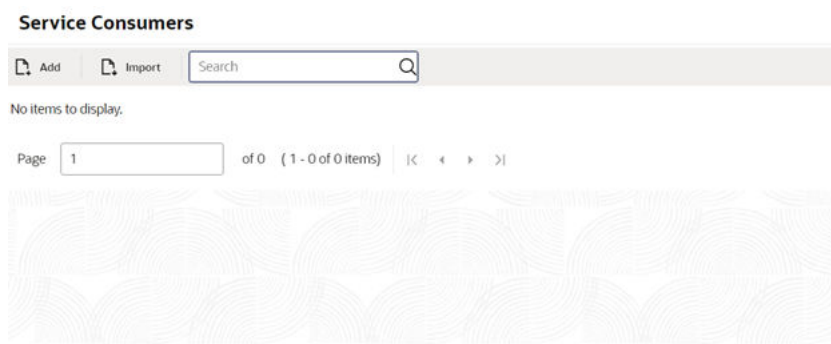 Service Consumers
Add Import Search
No items to display.
Page 1 of 0 ( 1 - 0 of 0 items)